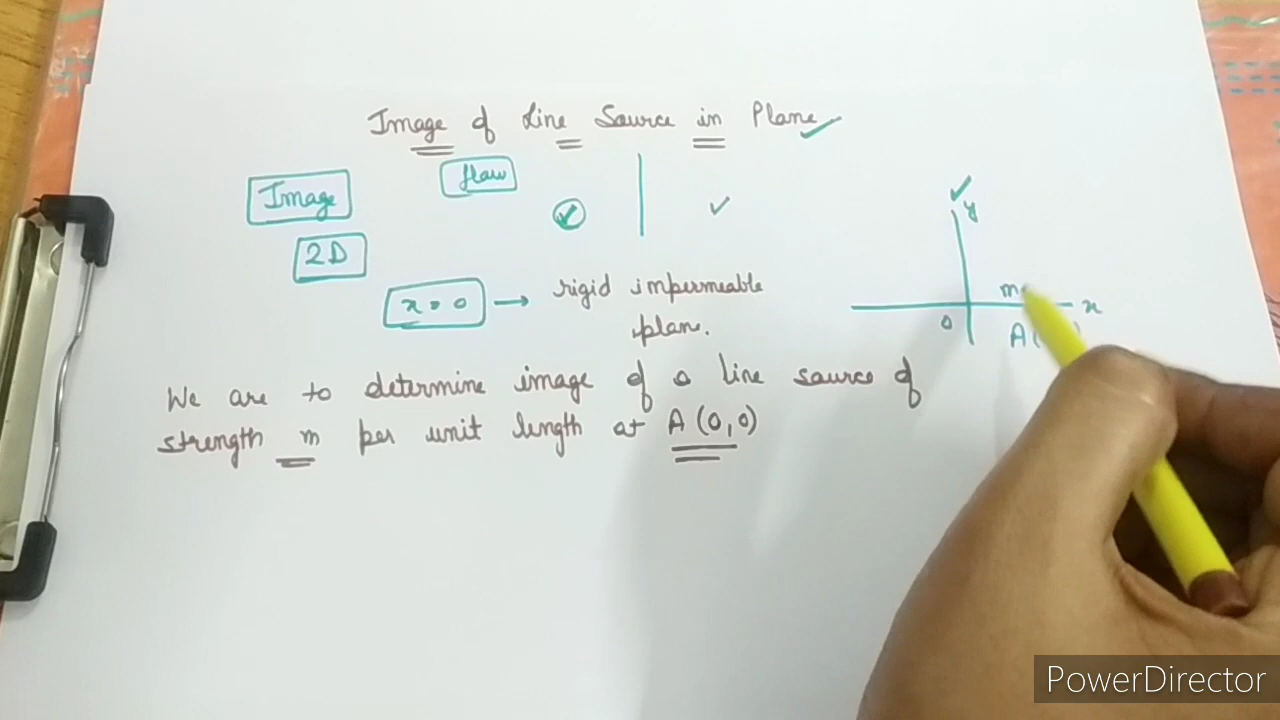 Image of Line Source in Plane
flow
Image
2D
x = 0 → rigid impermeable
plane.
y
m
x
0
A (
We are to determine image of a line source of
strength m per unit length at A (0,0)
PowerDirector